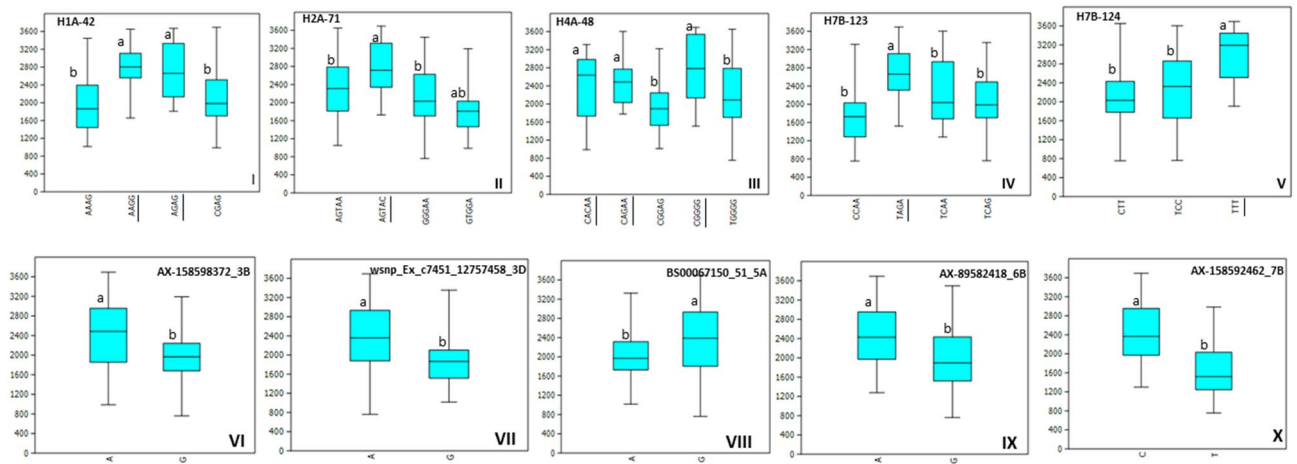 H1A-42
3600
3200
2800
2400
2000
1600
1200
800
400
0
b
a
a
b
AAAG
AAGG
AGAG
CGAG
I
H2A-71
3600
3200
2800
2400
2000
1600
1200
800
400
0
b
a
b
ab
AGTAA
AGTAC
GGGAA
GTGGA
II
H4A-48
3600
3200
2800
2400
2000
1600
1200
800
400
0
a
a
b
a
b
CACAA
CAGAA
CGGAG
CGGGG
TGGGG
III
H7B-123
3600
3200
2800
2400
2000
1600
1200
800
400
0
b
a
b
b
CCAA
TAGA
TCAA
TCAG
IV
H7B-124
3600
3200
2800
2400
2000
1600
1200
800
400
0
b
b
a
CTT
TCC
TTT
V
AX-158598372_3B
3600
3200
2800
2400
2000
1600
1200
800
400
0
a
b
A
G
VI
wsnp_Ex_c7451_12757458_3D
3600
3200
2800
2400
2000
1600
1200
800
400
0
a
b
A
G
VII
BS00067150_51_5A
3600
3200
2800
2400
2000
1600
1200
800
400
0
b
a
A
G
VIII
AX-89582418_6B
3600
3200
2800
2400
2000
1600
1200
800
400
0
a
b
A
G
IX
AX-158592462_7B
3600
3200
2800
2400
2000
1600
1200
800
400
0
a
b
C
T
X